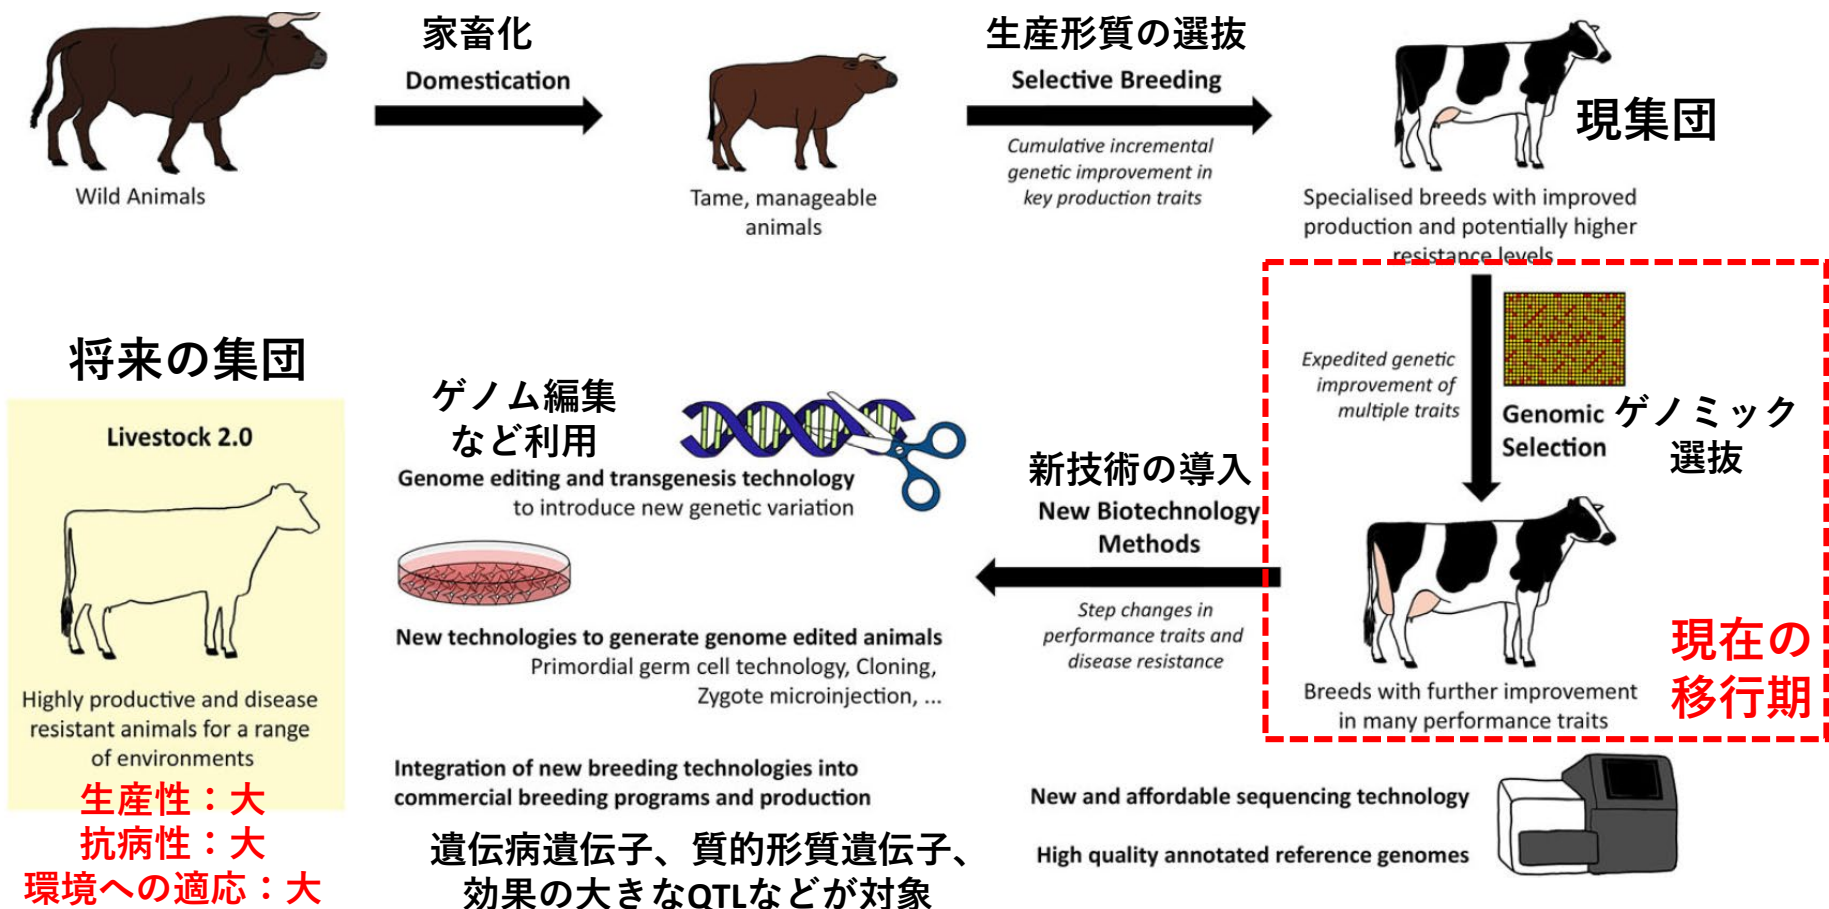 家畜化
Domestication
Wild Animals
Tame, manageable
animals
生産形質の選抜
Selective Breeding
Cumulative incremental
genetic improvement in
key production traits
現集団
Specialised breeds with improved
production and potentially higher
resistance levels
Expedited genetic
improvement of
multiple traits
Genomic
Selection
ゲノミック
選抜
現在の
移行期
Breeds with further improvement
in many performance traits
新技術の導入
New Biotechnology
Methods
Step changes in
performance traits and
disease resistance
New and affordable sequencing technology
High quality annotated reference genomes
ゲノム編集
など利用
Genome editing and transgenesis technology
to introduce new genetic variation
New technologies to generate genome edited animals
Primordial germ cell technology, Cloning,
Zygote microinjection, ...
Integration of new breeding technologies into
commercial breeding programs and production
遺伝病遺伝子、質的形質遺伝子、
効果の大きなQTLなどが対象
将来の集団
Livestock 2.0
Highly productive and disease
resistant animals for a range
of environments
生産性：大
抗病性：大
環境への適応：大